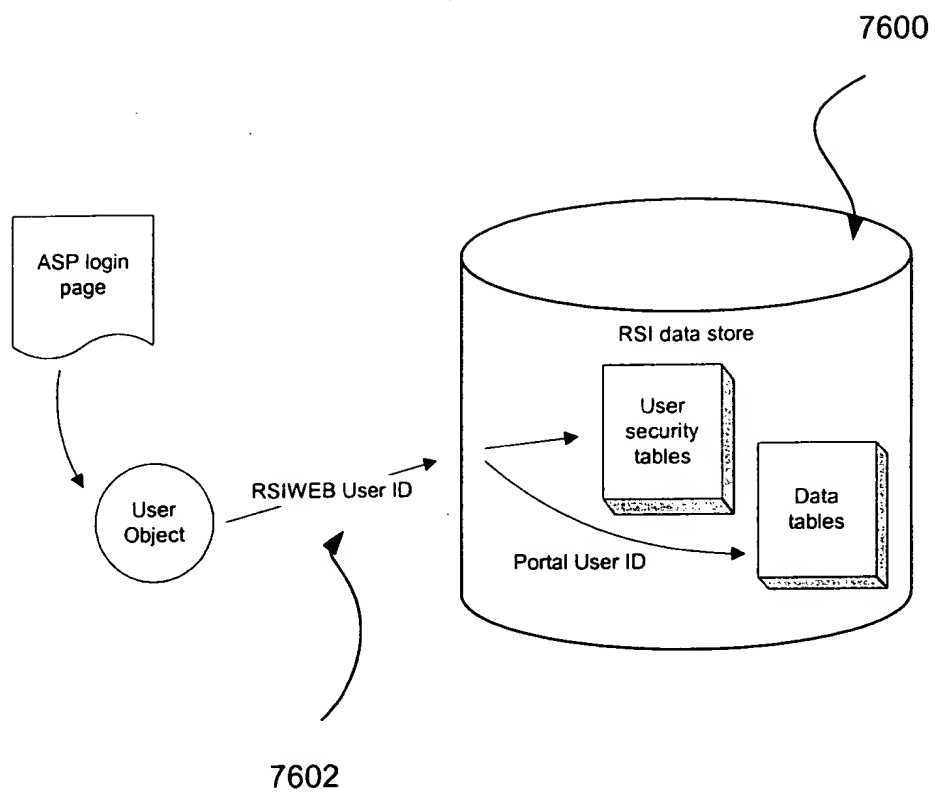 7600
ASP login
page
RSI data store
User
security
tables
RSIWEB User ID
User
Object
Data
tables
Portal User ID
7602